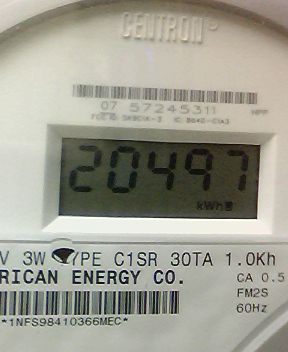 CENTRON®
07 57245311
20497
kWh
V 3W TYPE C1SR 30TA 1.0Kh
RICAN ENERGY CO.
CA 0.5
FM2S
60Hz
*1NFS98410366MEC*